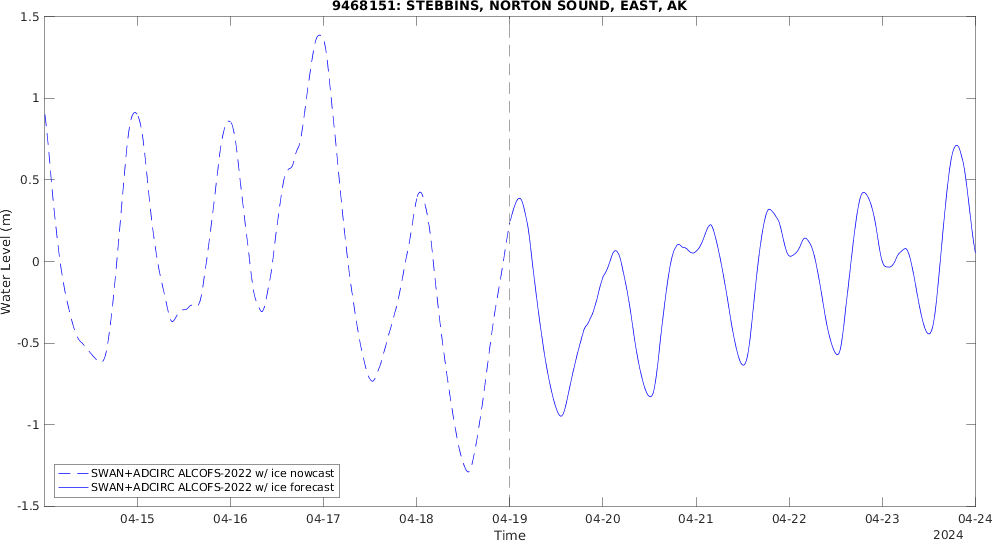 9468151: STEBBINS, NORTON SOUND, EAST, AK
1.5
1
0.5
0
-0.5
-1
-1.5
Water Level (m)
SWAN+ADCIRC ALCOFS-2022 w/ ice nowcast
SWAN+ADCIRC ALCOFS-2022 w/ ice forecast
04-15 04-16 04-17 04-18 04-19 04-20 04-21 04-22 04-23 04-24
Time
2024